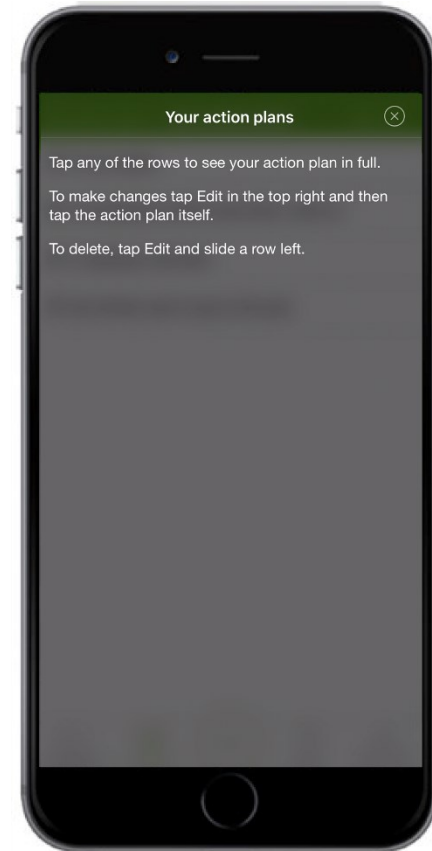 Your action plans
Tap any of the rows to see your action plan in full.
To make changes tap Edit in the top right and then
tap the action plan itself.
To delete, tap Edit and slide a row left.